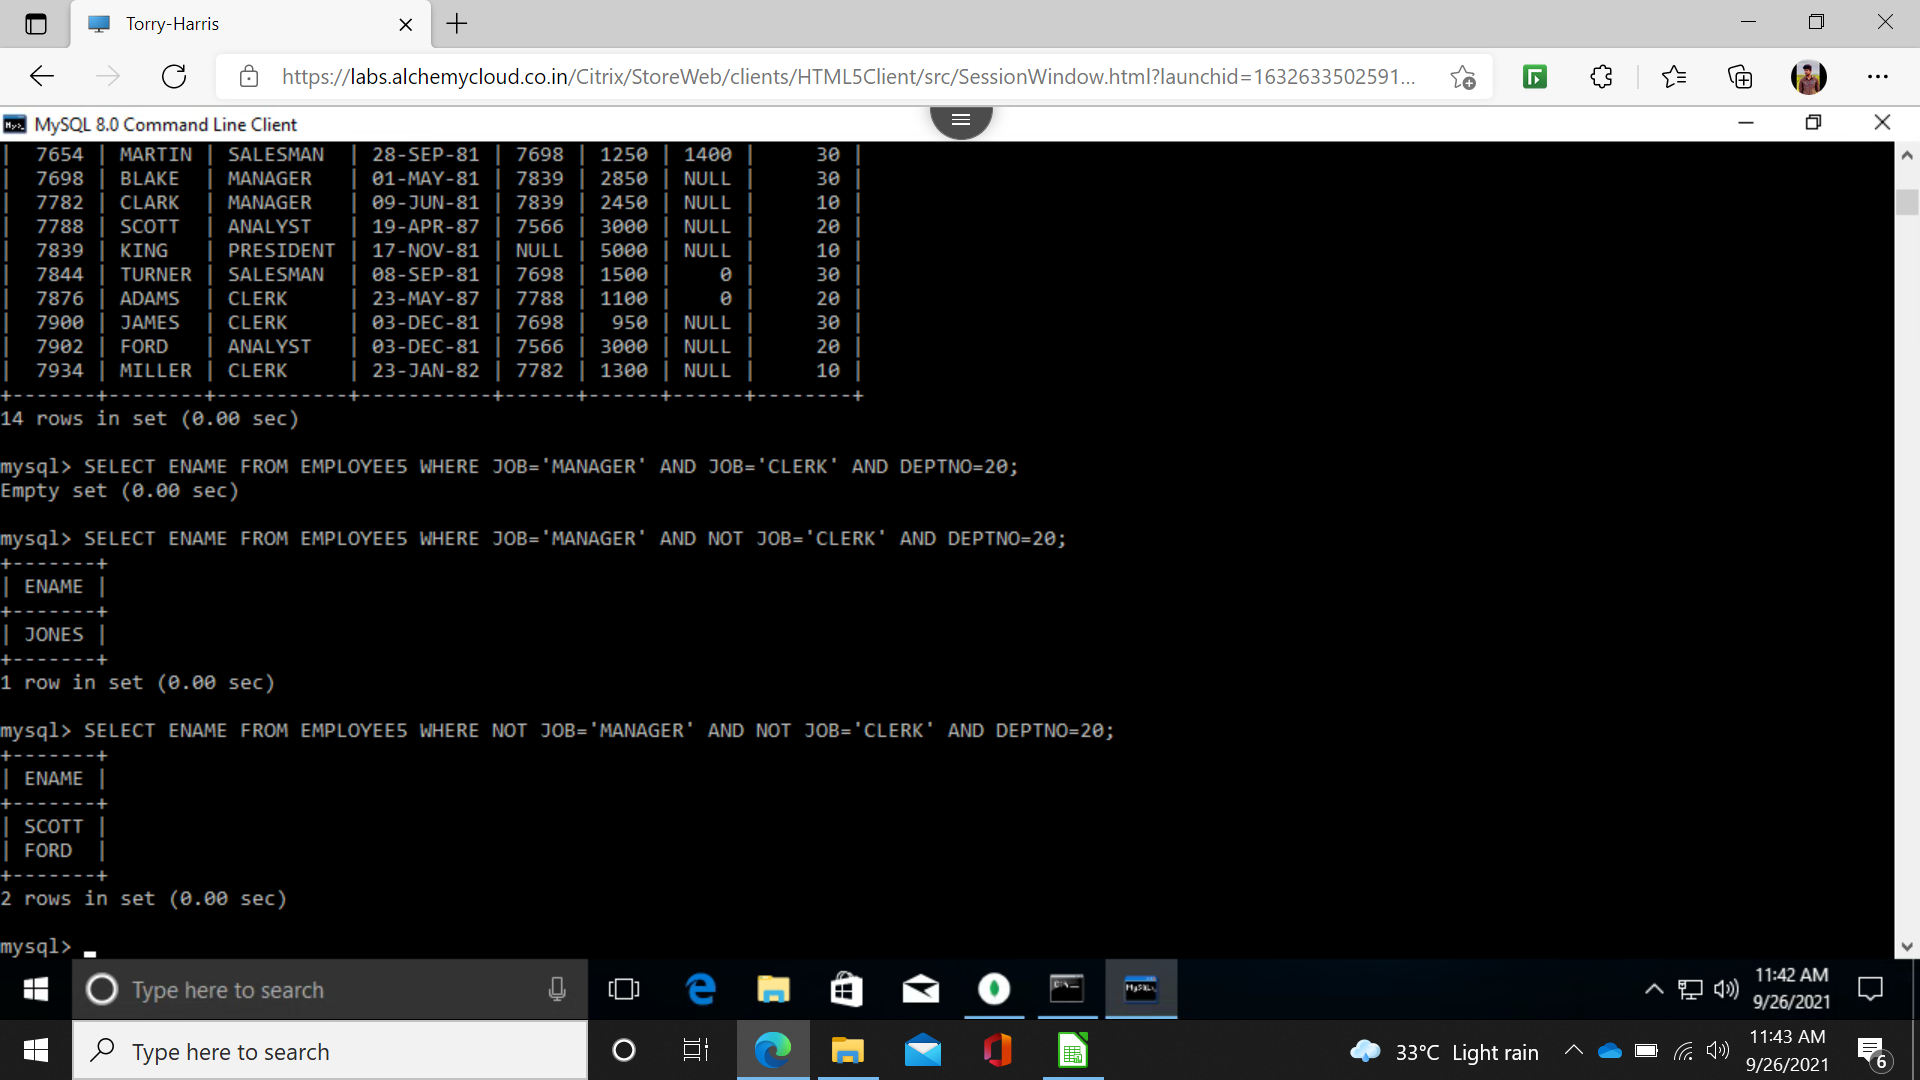 Torry-Harris
https://labs.alchemycloud.co.in/Citrix/StoreWeb/clients/HTML5Client/src/SessionWindow.html?launchid=1632633502591...
MySQL 8.0 Command Line Client
| 7654 | MARTIN | SALESMAN | 28-SEP-81 | 7698 | 1250 | 1400 | 30 |
| 7698 | BLAKE | MANAGER | 01-MAY-81 | 7839 | 2850 | NULL | 30 |
| 7782 | CLARK | MANAGER | 09-JUN-81 | 7839 | 2450 | NULL | 10 |
| 7788 | SCOTT | ANALYST | 19-APR-87 | 7566 | 3000 | NULL | 20 |
| 7839 | KING | PRESIDENT | 17-NOV-81 | NULL | 5000 | NULL | 10 |
| 7844 | TURNER | SALESMAN | 08-SEP-81 | 7698 | 1500 | 0 | 30 |
| 7876 | ADAMS | CLERK | 23-MAY-87 | 7788 | 1100 | 0 | 20 |
| 7900 | JAMES | CLERK | 03-DEC-81 | 7698 | 950 | NULL | 30 |
| 7902 | FORD | ANALYST | 03-DEC-81 | 7566 | 3000 | NULL | 20 |
| 7934 | MILLER | CLERK | 23-JAN-82 | 7782 | 1300 | NULL | 10 |
+-------+--------+-----------+-----------+------+------+------+--------+
14 rows in set (0.00 sec)
mysql> SELECT ENAME FROM EMPLOYEE5 WHERE JOB='MANAGER' AND JOB='CLERK' AND DEPTNO=20;
Empty set (0.00 sec)
mysql> SELECT ENAME FROM EMPLOYEE5 WHERE JOB='MANAGER' AND NOT JOB='CLERK' AND DEPTNO=20;
+-------+
| ENAME |
+-------+
| JONES |
+-------+
1 row in set (0.00 sec)
mysql> SELECT ENAME FROM EMPLOYEE5 WHERE NOT JOB='MANAGER' AND NOT JOB='CLERK' AND DEPTNO=20;
+-------+
| ENAME |
+-------+
| SCOTT |
| FORD |
+-------+
2 rows in set (0.00 sec)
mysql> _
Type here to search
11:42 AM
9/26/2021
Type here to search
33°C Light rain
11:43 AM
9/26/2021
6